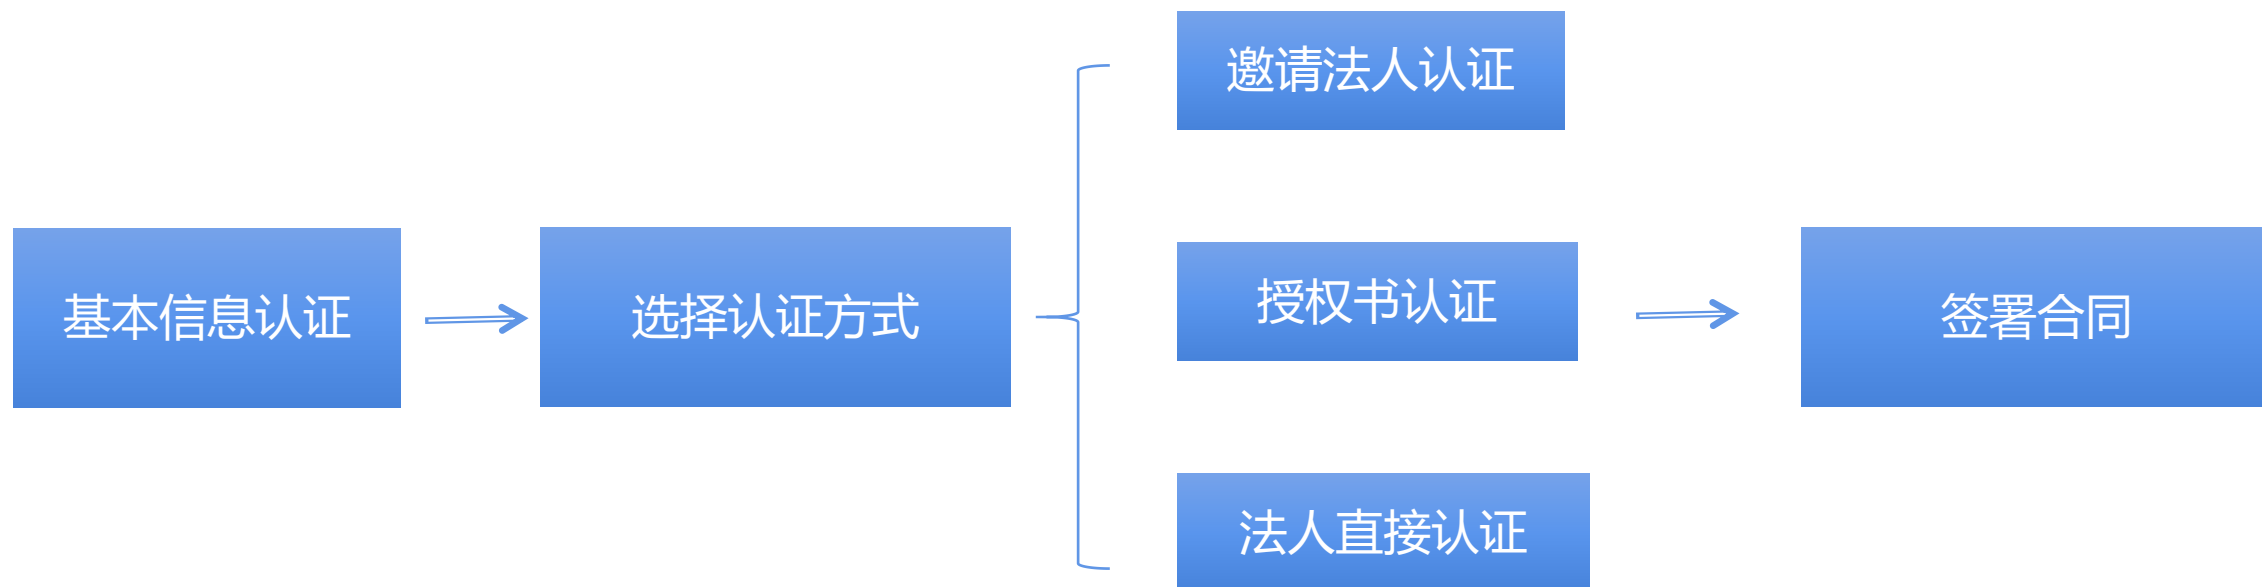 基本信息认证
选择认证方式
邀请法人认证
授权书认证
法人直接认证
签署合同